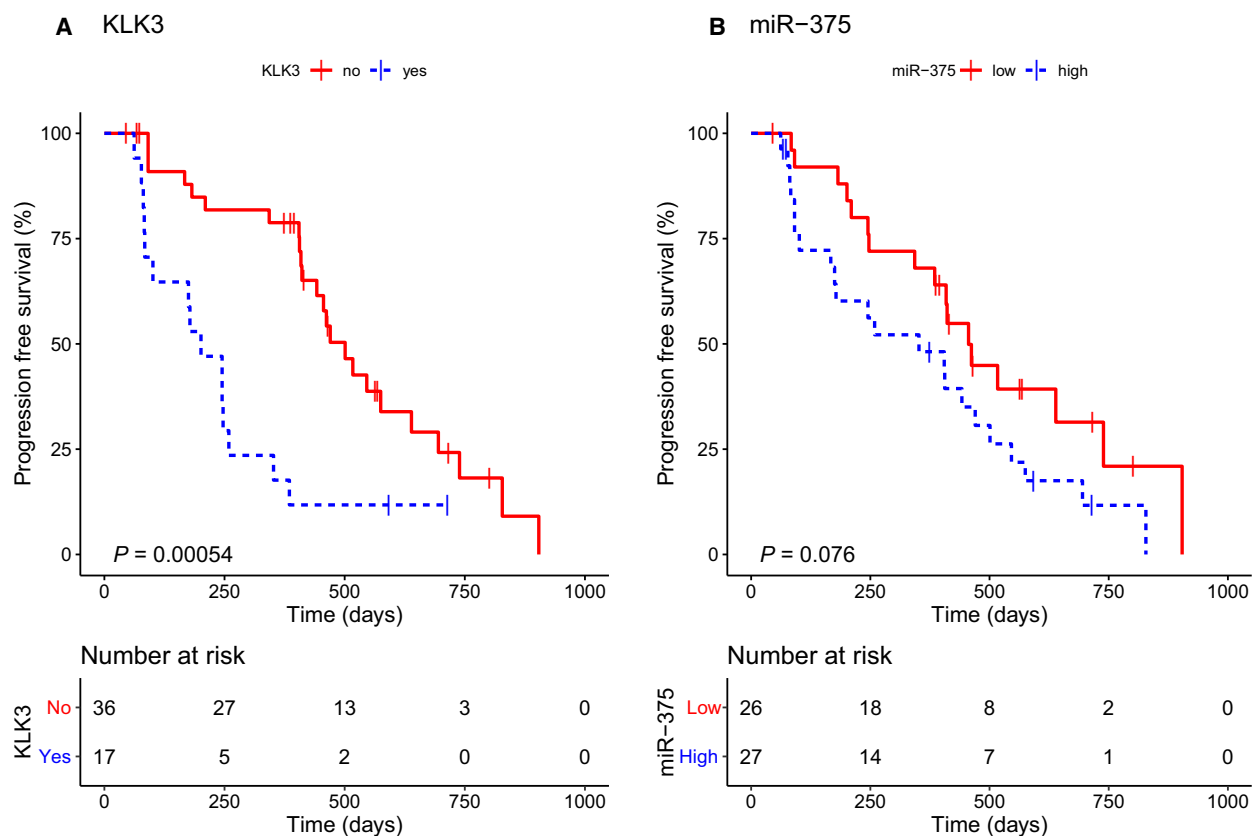 A KLK3
KLK3 no yes
Progression free survival (%)
100
75
50
25
0
P = 0.00054
0 250 500 750 1000
Time (days)
Number at risk
KLK3
No 36 27 13 3 0
Yes 17 5 2 0 0
0 250 500 750 1000
Time (days)
B miR−375
miR−375 low high
Progression free survival (%)
100
75
50
25
0
P = 0.076
0 250 500 750 1000
Time (days)
Number at risk
miR−375
Low 26 18 8 2 0
High 27 14 7 1 0
0 250 500 750 1000
Time (days)